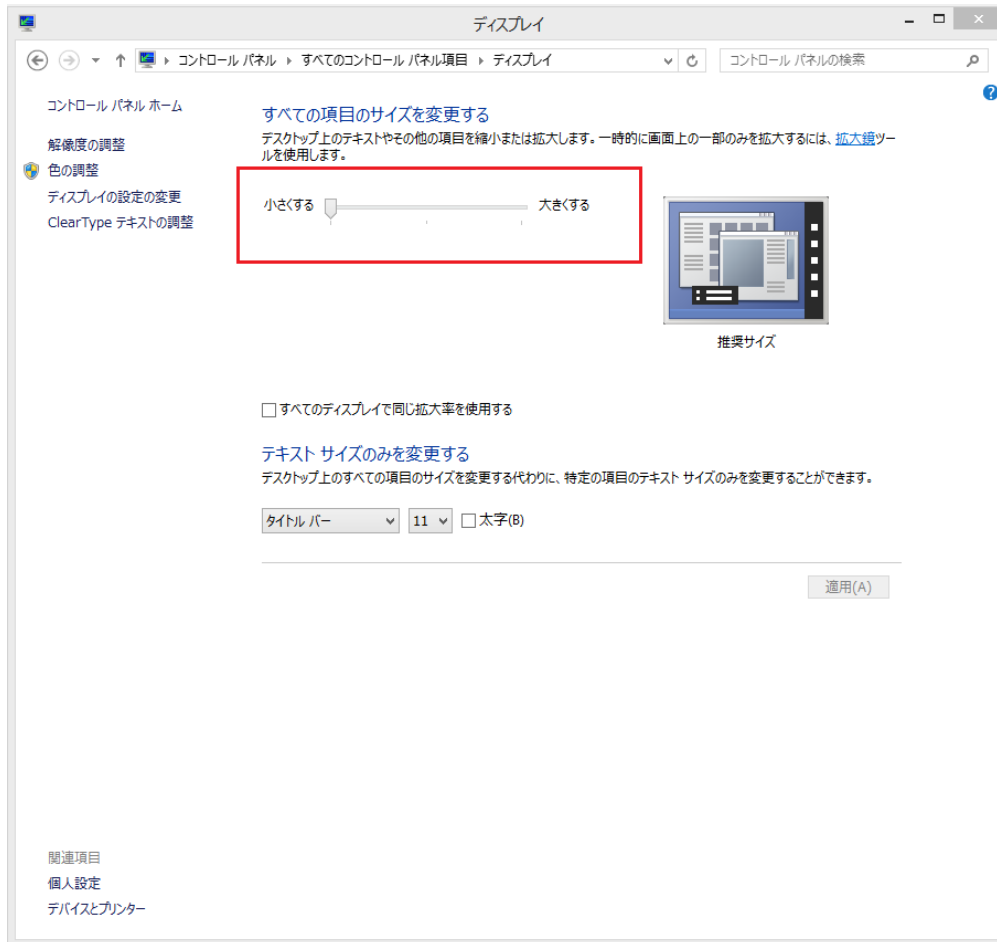 ディスプレイ
コントロール パネル すべてのコントロール パネル項目 ディスプレイ
コントロール パネルの検索
コントロール パネル ホーム
解像度の調整
色の調整
ディスプレイの設定の変更
ClearType テキストの調整
すべての項目のサイズを変更する
デスクトップ上のテキストやその他の項目を縮小または拡大します。一時的に画面上の一部のみを拡大するには、拡大鏡ツー
ルを使用します。
小さくする 大きくする
推奨サイズ
すべてのディスプレイで同じ拡大率を使用する
テキスト サイズのみを変更する
デスクトップ上のすべての項目のサイズを変更する代わりに、特定の項目のテキスト サイズのみを変更することができます。
タイトル バー 11 太字(B)
適用(A)
関連項目
個人設定
デバイスとプリンター